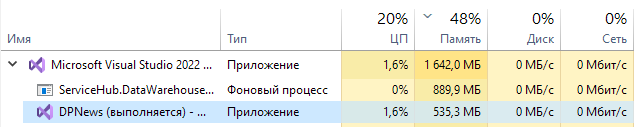 20% 48% 0% 0%
Имя Тип ЦП Память Диск Сеть
Microsoft Visual Studio 2022 ... Приложение 1,6% 1 642,0 МБ 0 МБ/с 0 Мбит/с
ServiceHub.DataWarehouse... Фоновый процесс 0% 889,9 МБ 0 МБ/с 0 Мбит/с
DPNews (выполняется) - ... Приложение 1,6% 535,3 МБ 0 МБ/с 0 Мбит/с